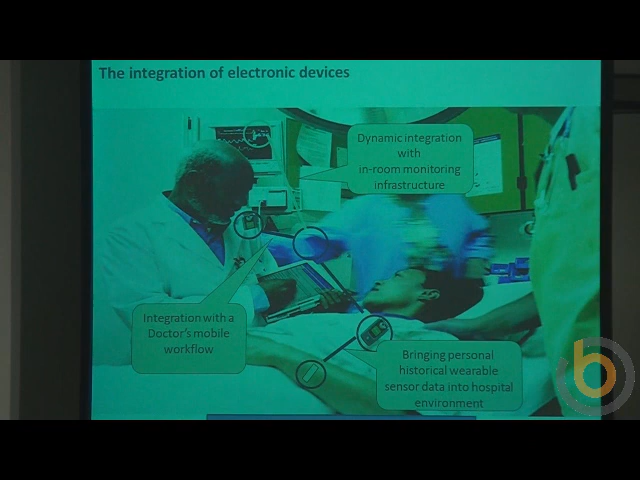 The integration of electronic devices
Dynamic integration
with
in-room monitoring
infrastructure
Integration with a
Doctor's mobile
workflow
Bringing personal
historical wearable
sensor data into hospital
environment